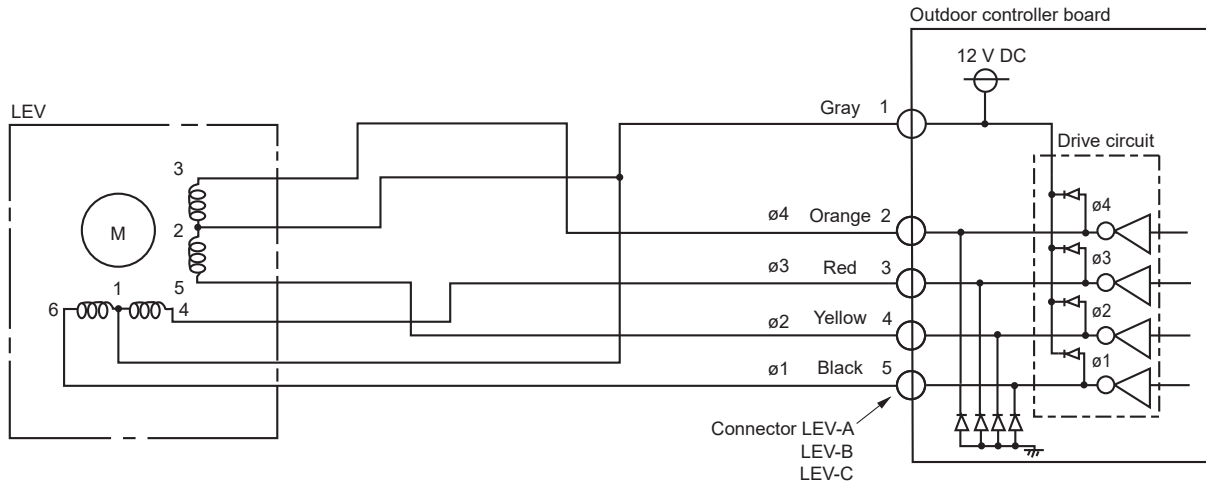 Outdoor controller board
12 V DC
LEV
Gray 1
Drive circuit
3
ø4
ø4 Orange 2
2
M
ø3
ø3 Red 3
5
1
6
4
ø2
ø2 Yellow 4
ø1
ø1 Black 5
Connector LEV-A
LEV-B
LEV-C